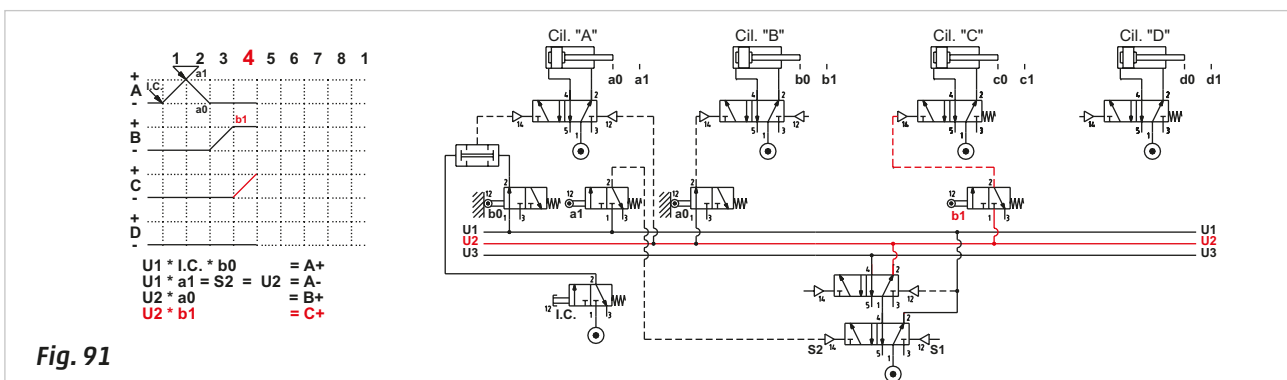 1 2 3 4 5 6 7 8 1
+
A
-
I.C.
a1
a0
+
B
-
b1
+
C
-
+
D
-
U1 * I.C. * b0 = A+
U1 * a1 = S2 = U2 = A-
U2 * a0 = B+
U2 * b1 = C+
Fig. 91
Cil. "A" Cil. "B" Cil. "C" Cil. "D"
a0 a1 b0 b1 c0 c1 d0 d1
4 2 4 2 4 2 4 2
14 12 14 12 14 14
5 1 3 5 1 3 5 1 3 5 1 3
2 2 2 2
12 12 12 12
b0 a1 a0 b1
1 3 1 3 1 3 1 3
U1 U1
U2 U2
U3 U3
2
12
I.C.
1 3
4 2
14 12
5 1 3
4 2
S2 14 12 S1
5 1 3